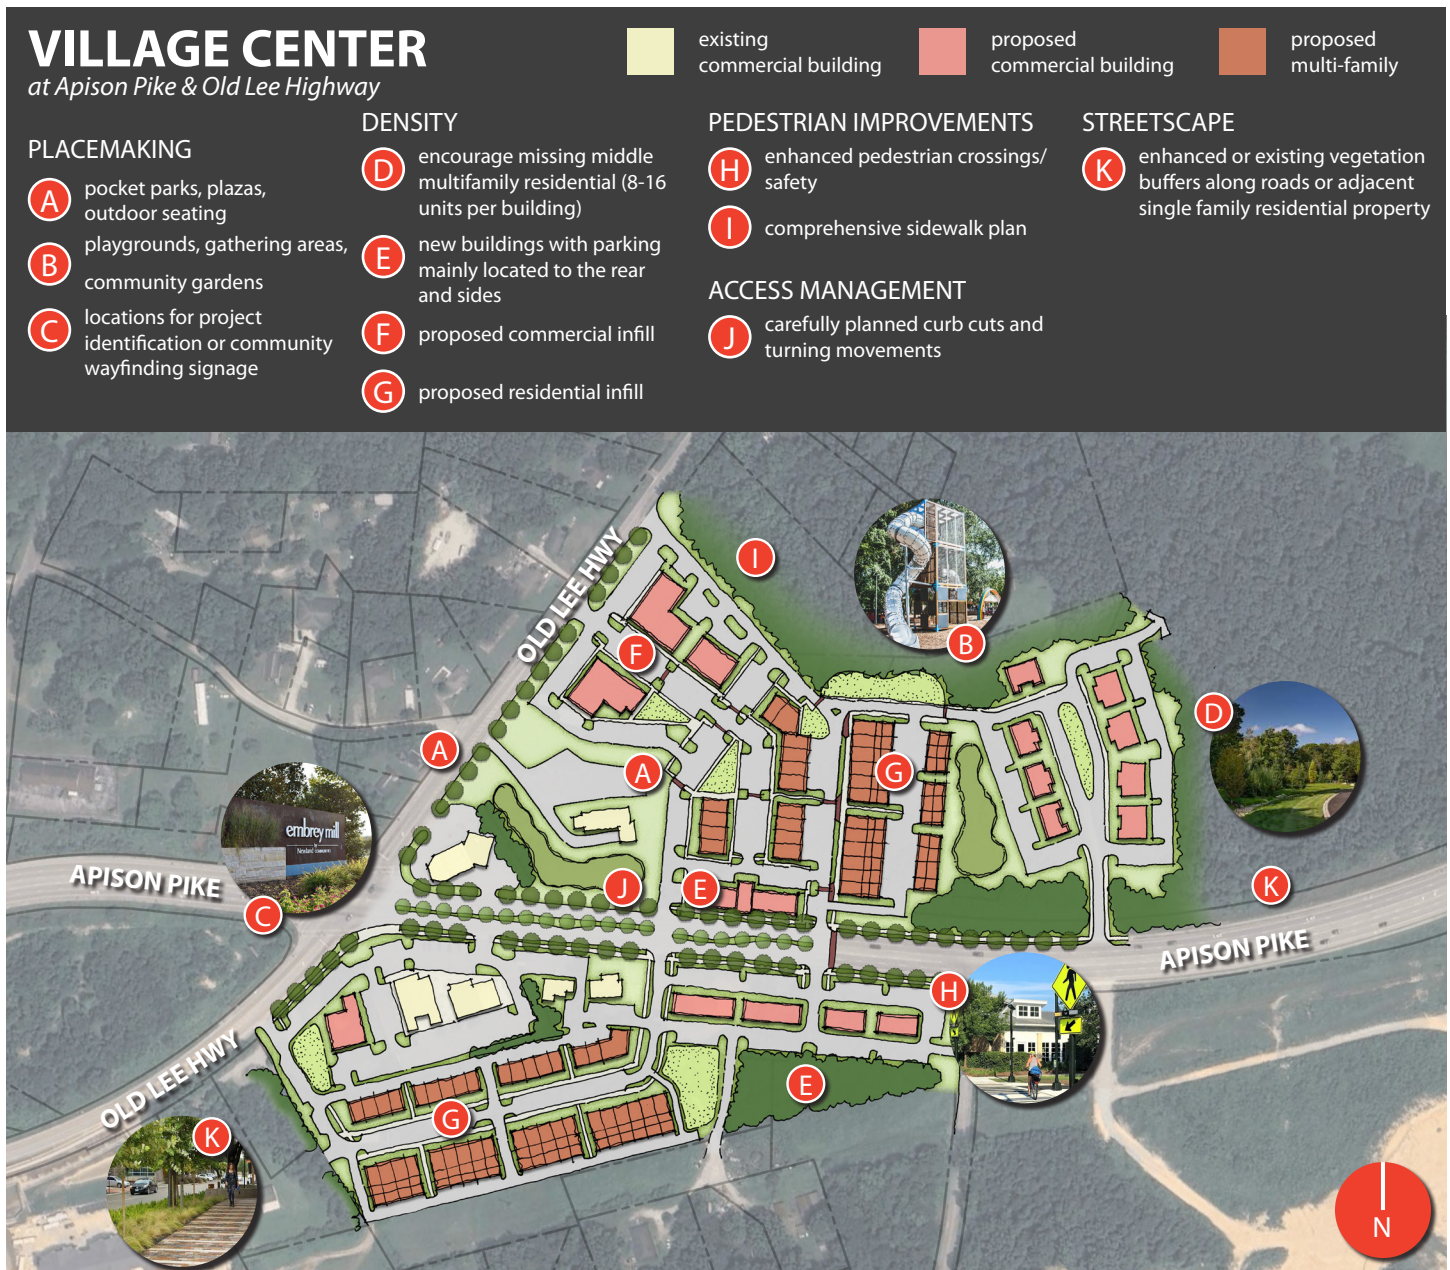 VILLAGE CENTER
at Apison Pike & Old Lee Highway
existing
commercial building
proposed
commercial building
proposed
multi-family
PLACEMAKING
A
pocket parks, plazas,
outdoor seating
B
playgrounds, gathering areas,
community gardens
C
locations for project
identification or community
wayfinding signage
DENSITY
D
encourage missing middle
multifamily residential (8-16
units per building)
E
new buildings with parking
mainly located to the rear
and sides
F
proposed commercial infill
G
proposed residential infill
PEDESTRIAN IMPROVEMENTS
H
enhanced pedestrian crossings/
safety
I
comprehensive sidewalk plan
ACCESS MANAGEMENT
J
carefully planned curb cuts and
turning movements
STREETSCAPE
K
enhanced or existing vegetation
buffers along roads or adjacent
single family residential property
OLD LEE HWY
I
B
F
D
A
A
G
embrey mill
APISON PIKE
C
J
E
K
APISON PIKE
H
OLD LEE HWY
E
G
K
N